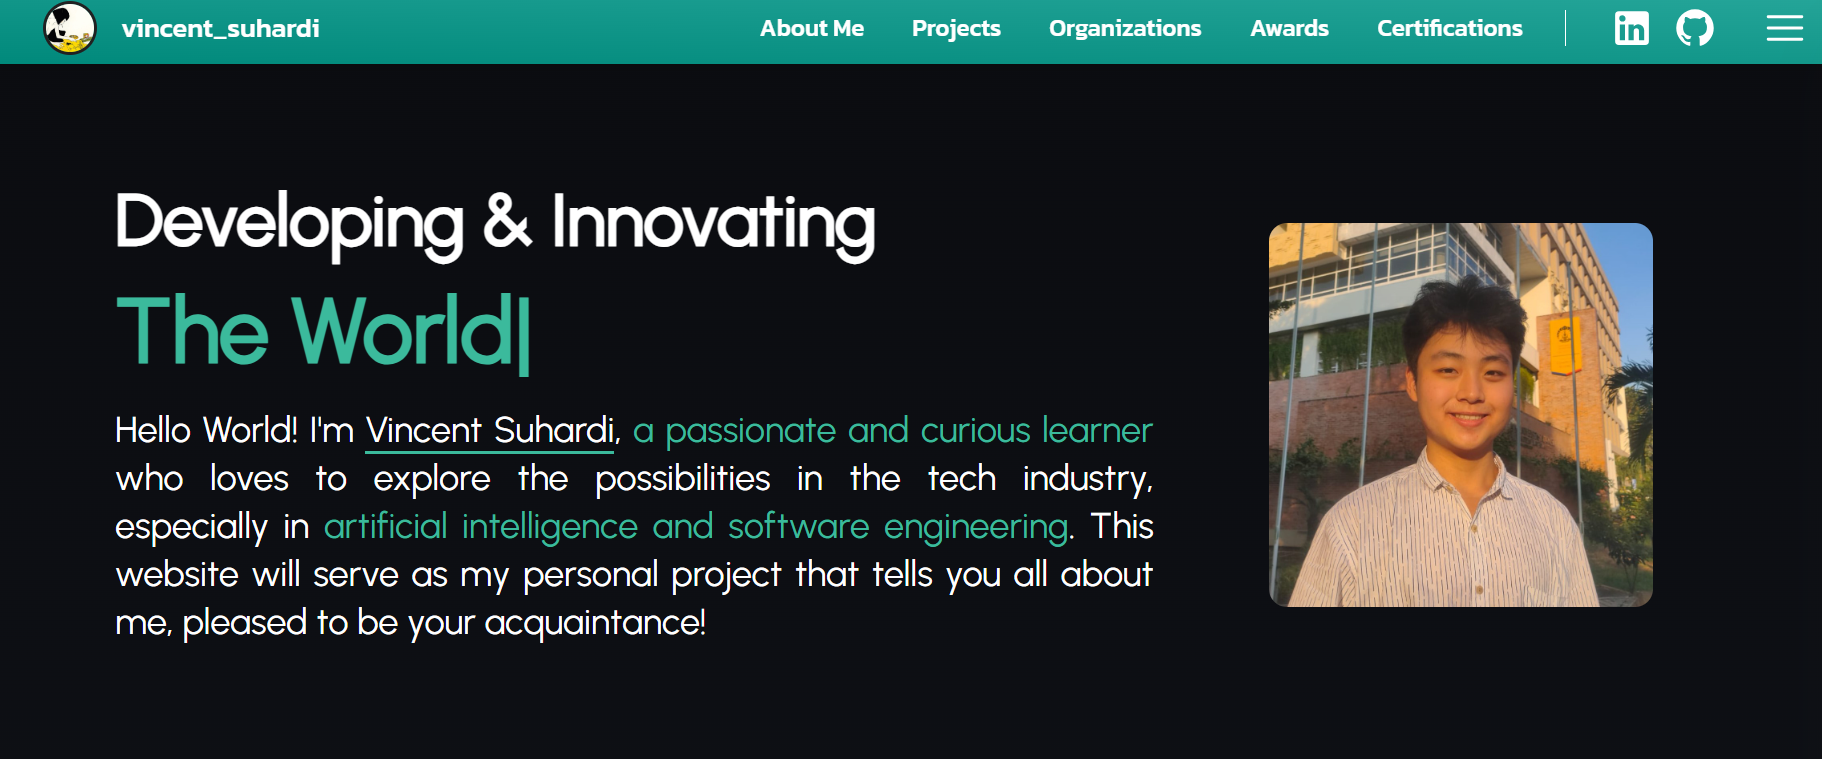 vincent_suhardi
About Me
Projects
Organizations
Awards
Certifications
in
Developing & Innovating
The World|
Hello World! I'm Vincent Suhardi, a passionate and curious learner
who loves to explore the possibilities in the tech industry,
especially in artificial intelligence and software engineering. This
website will serve as my personal project that tells you all about
me, pleased to be your acquaintance!